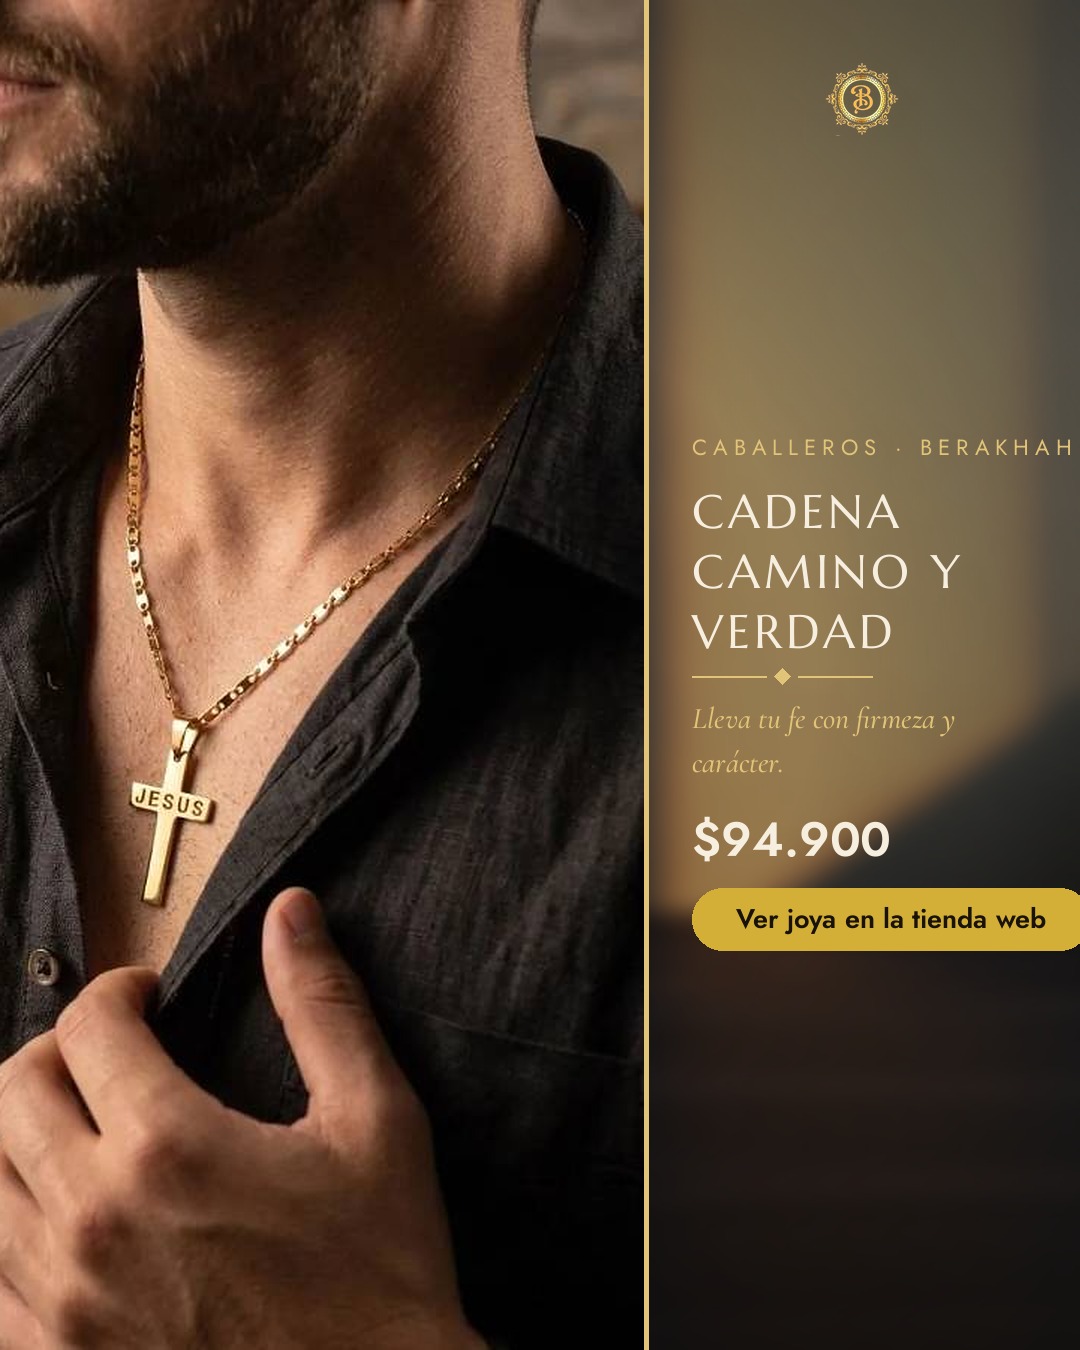 B
CABALLEROS · BERAKHAH
CADENA
CAMINO Y
VERDAD
Lleva tu fe con firmeza y
carácter.
$94.900
Ver joya en la tienda web
JESUS